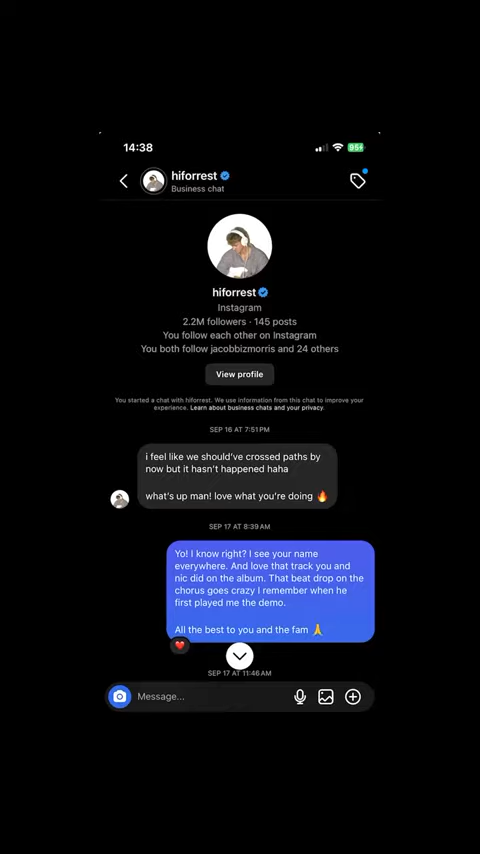 14:38
95
hiforrest
Business chat
hiforrest
Instagram
2.2M followers · 145 posts
You follow each other on Instagram
You both follow jacobbizmorris and 24 others
View profile
You started a chat with hiforrest. We use information from this chat to improve your
experience. Learn about business chats and your privacy.
SEP 16 AT 7:51PM
i feel like we should've crossed paths by
now but it hasn't happened haha
what's up man! love what you're doing 🔥
SEP 17 AT 8:39AM
Yo! I know right? I see your name
everywhere. And love that track you and
nic did on the album. That beat drop on the
chorus goes crazy I remember when he
first played me the demo.
All the best to you and the fam 🙏
SEP 17 AT 11:46AM
Message...